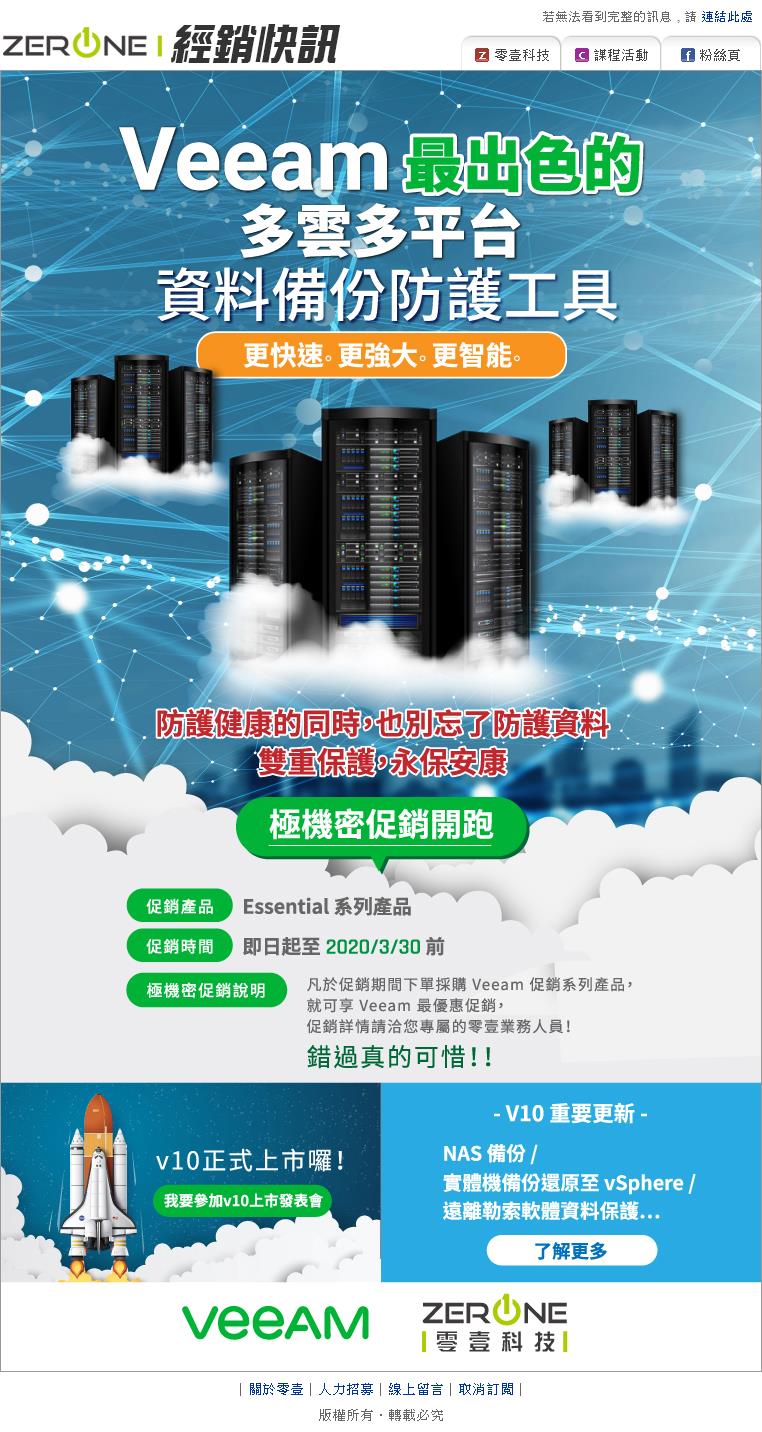 若無法看到完整的訊息，請 連結此處
ZERONE | 經銷快訊
零壹科技 課程活動 粉絲頁
Veeam 最出色的
多雲多平台
資料備份防護工具
更快速。更強大。更智能。
防護健康的同時，也別忘了防護資料
雙重保護，永保安康
極機密促銷開跑
促銷產品 Essential 系列產品
促銷時間 即日起至 2020/3/30 前
極機密促銷說明 凡於促銷期間下單採購 Veeam 促銷系列產品，
就可享 Veeam 最優惠促銷，
促銷詳情請洽您專屬的零壹業務人員！
錯過真的可惜！！
v10正式上市囉！
我要參加v10上市發表會
- V10 重要更新 -
NAS 備份 /
實體機備份還原至 vSphere /
遠離勒索軟體資料保護...
了解更多
veeAM
ZERONE
| 零壹科技 |
| 關於零壹 | 人力招募 | 線上留言 | 取消訂閱 |
版權所有・轉載必究